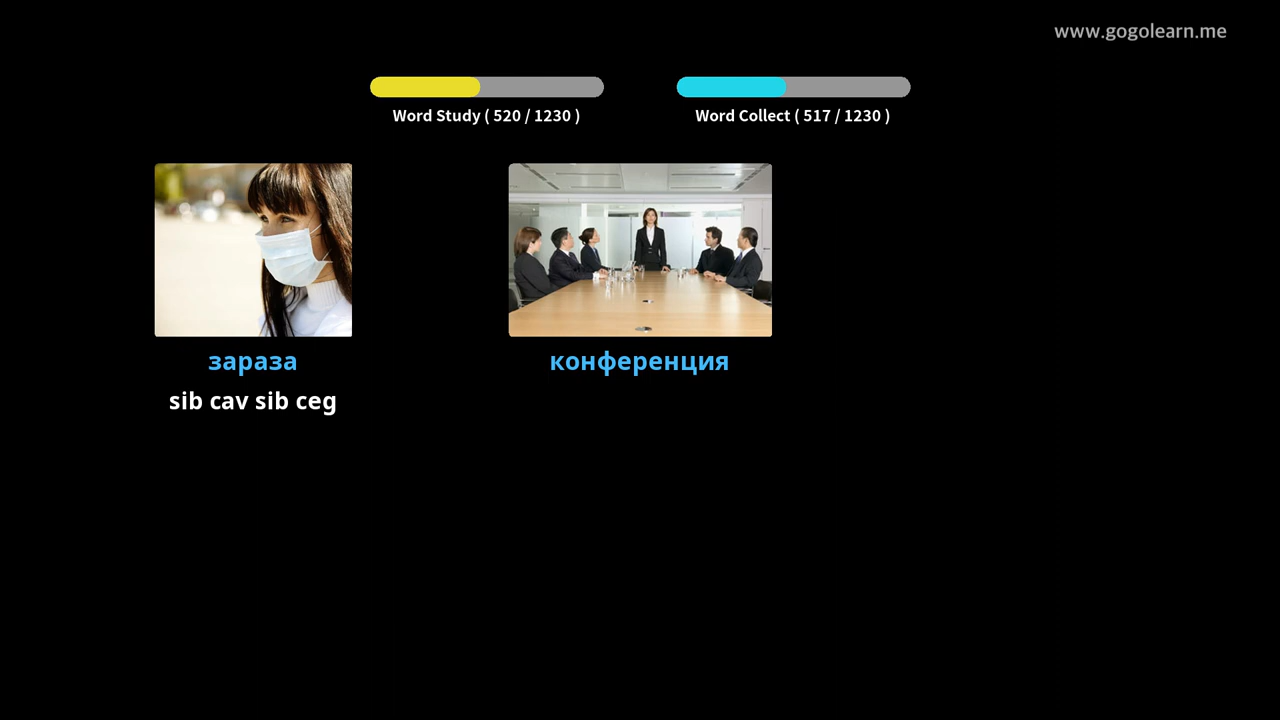 www.gogolearn.me
Word Study ( 520 / 1230 )
Word Collect ( 517 / 1230 )
зараза
конференция
sib cav sib ceg